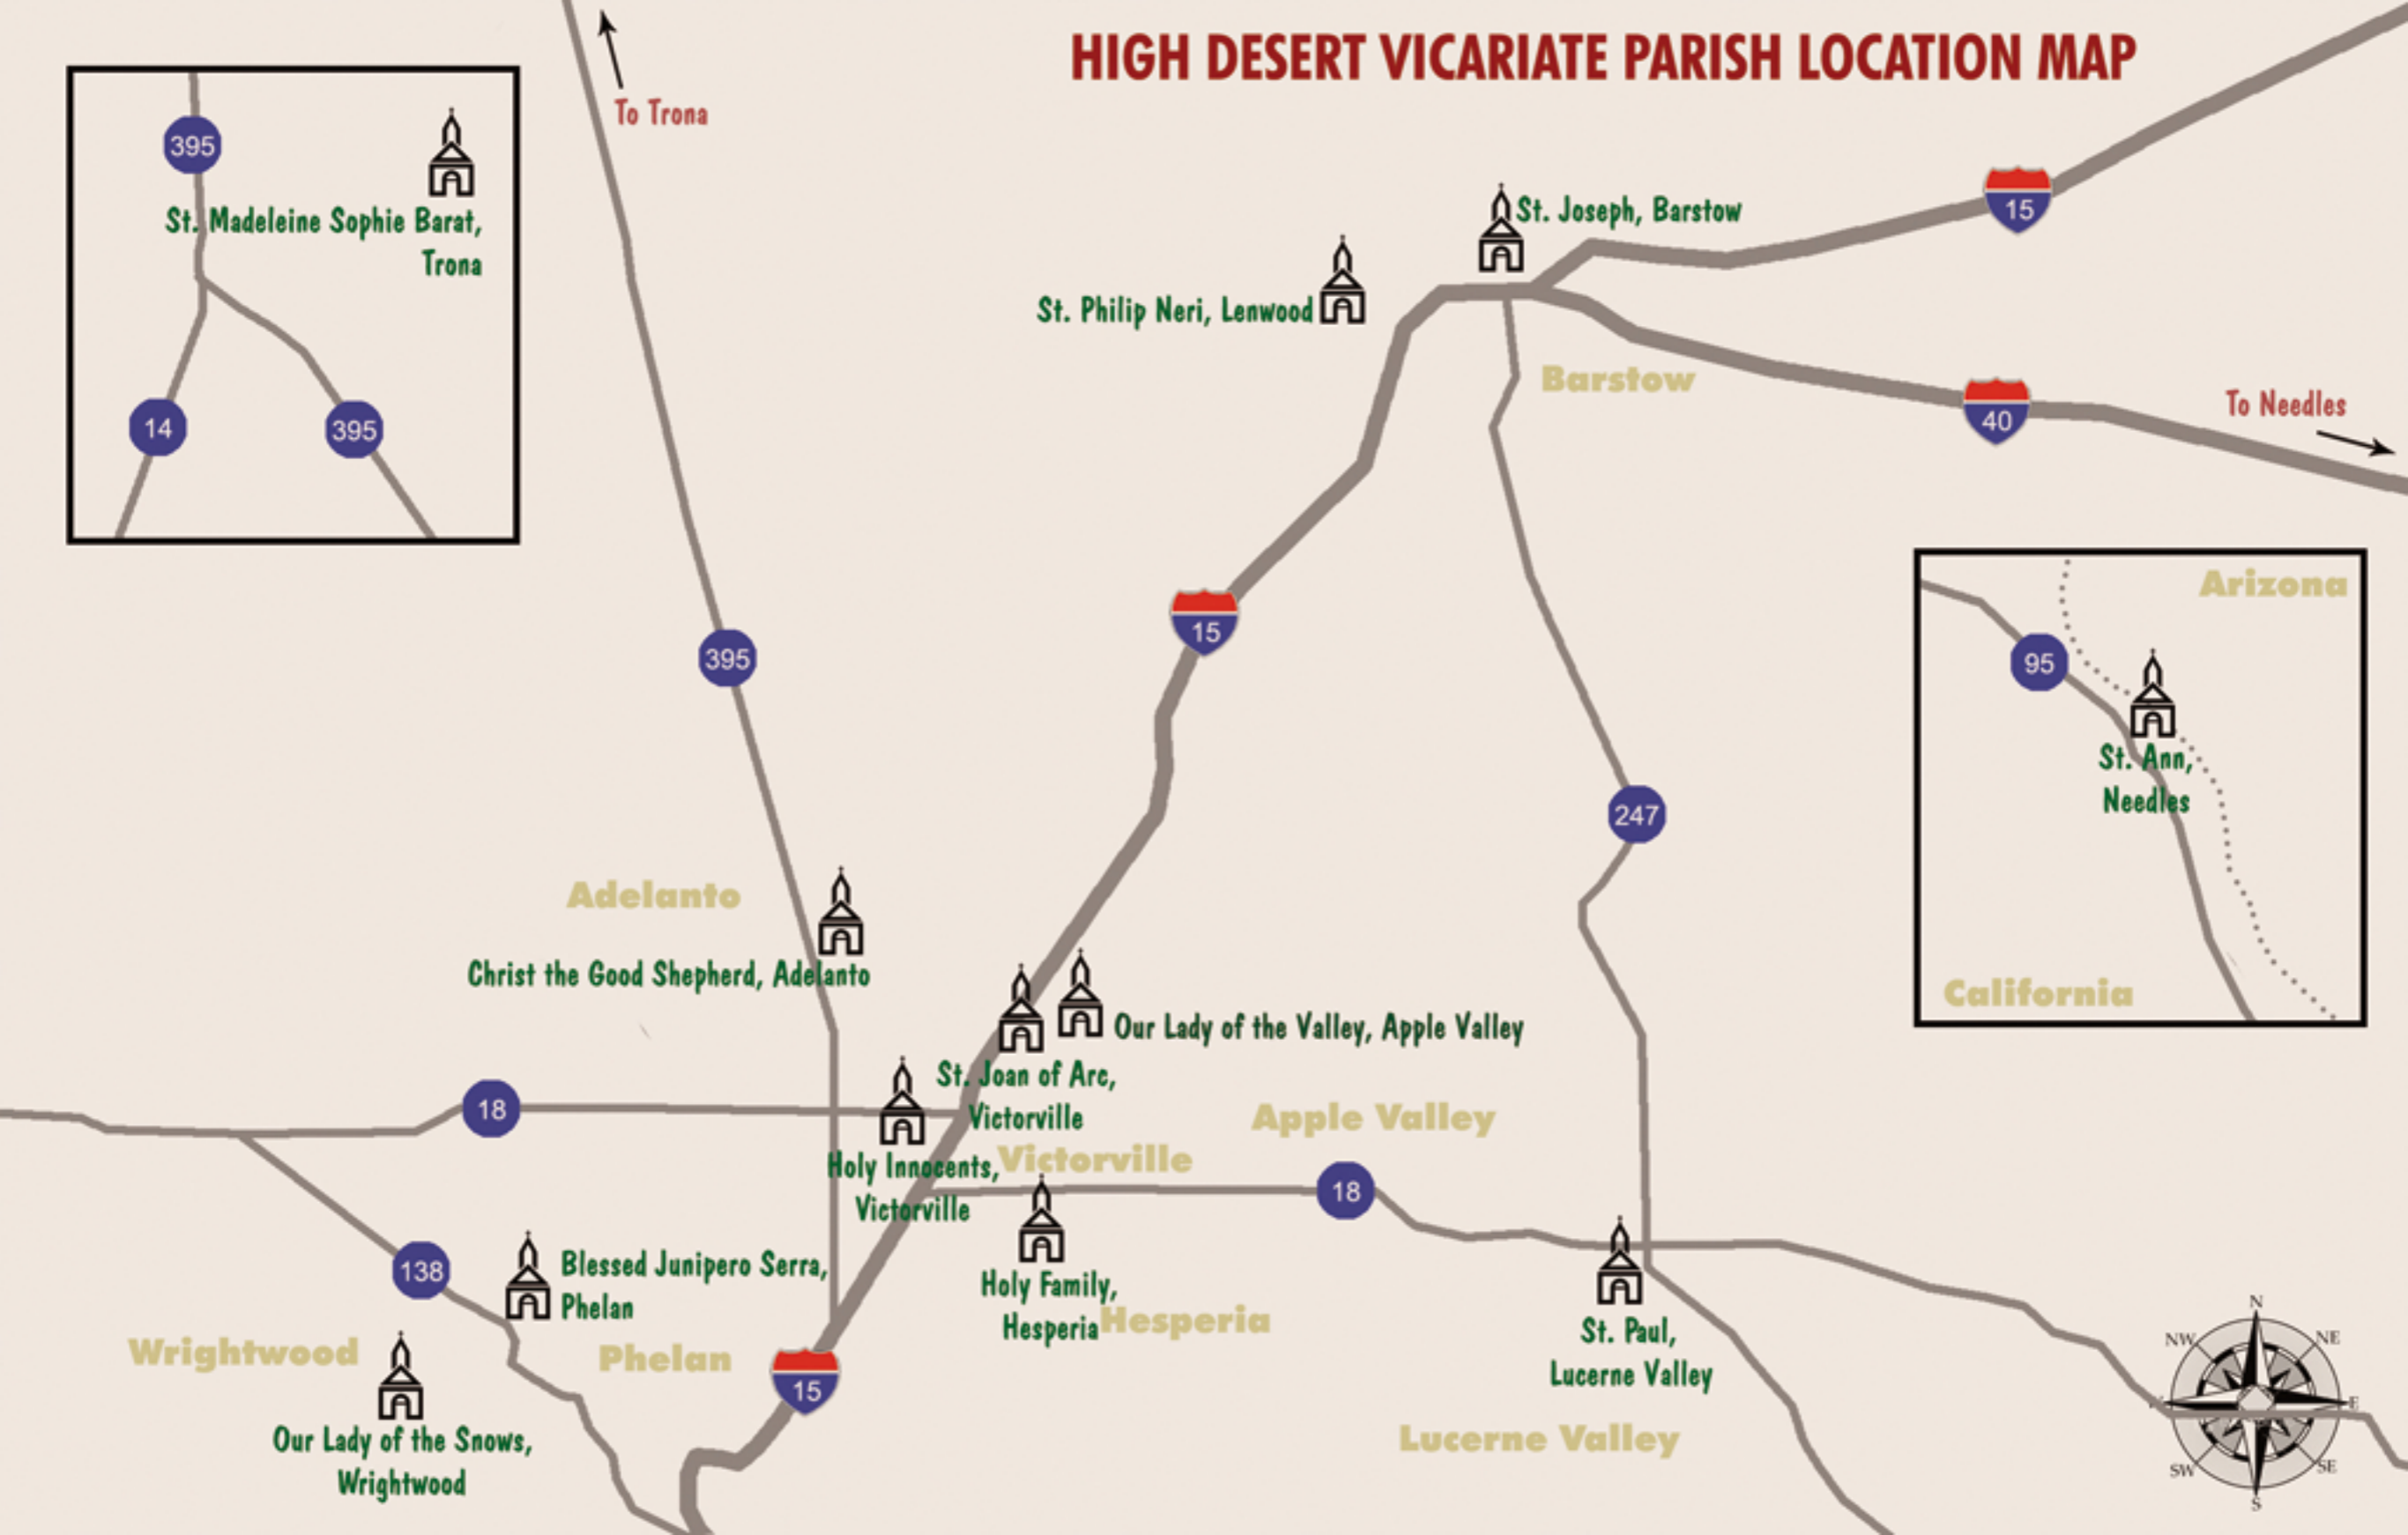 HIGH DESERT VICARIATE PARISH LOCATION MAP
To Trona
395
St. Madeleine Sophie Barat,
Trona
14
395
St. Joseph, Barstow
15
St. Philip Neri, Lenwood
Barstow
40
To Needles
Arizona
95
St. Ann,
Needles
California
15
395
247
Adelanto
Christ the Good Shepherd, Adelanto
Our Lady of the Valley, Apple Valley
St. Joan of Arc,
Victorville
18
Apple Valley
Holy Innocents,
Victorville
Victorville
18
138
Blessed Junipero Serra,
Phelan
Holy Family,
Hesperia
Hesperia
St. Paul,
Lucerne Valley
Wrightwood
Phelan
15
Our Lady of the Snows,
Wrightwood
Lucerne Valley
N
NW
NE
E
SW
SE
S